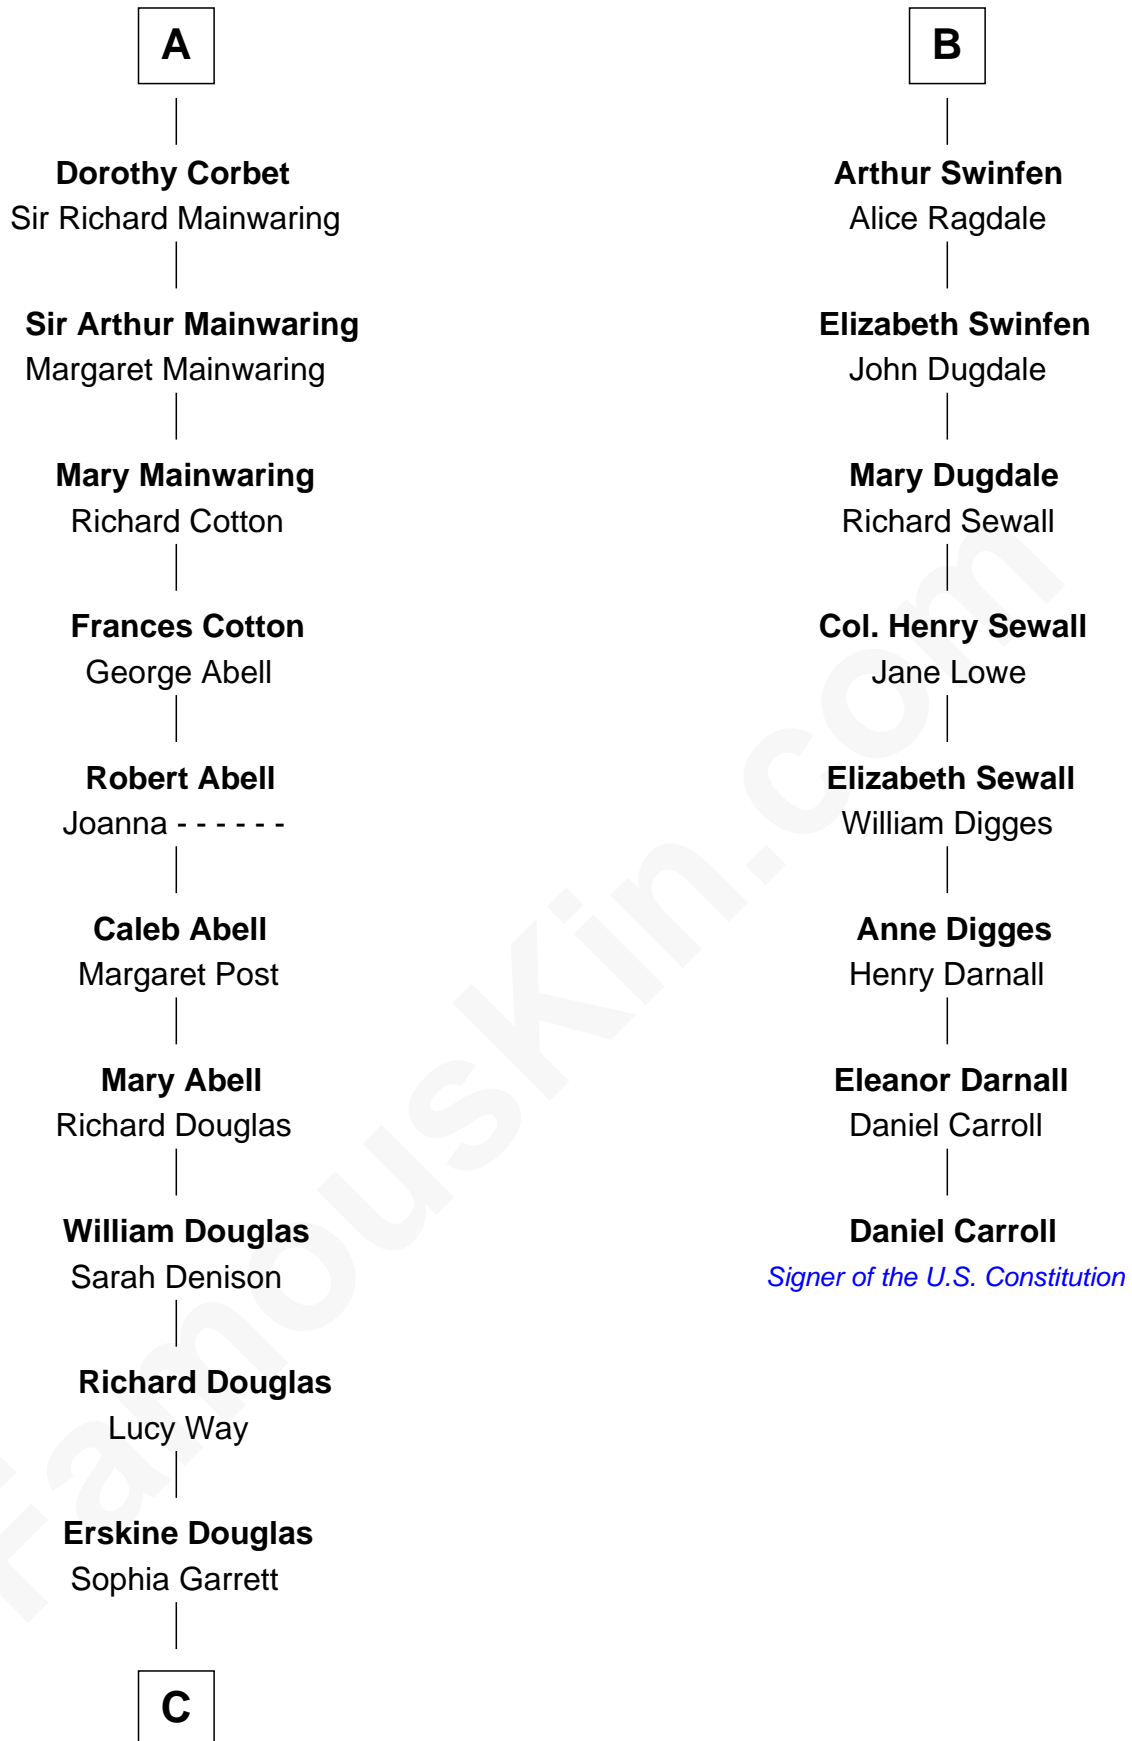 A
Dorothy Corbet
Sir Richard Mainwaring
Sir Arthur Mainwaring
Margaret Mainwaring
Mary Mainwaring
Richard Cotton
Frances Cotton
George Abell
Robert Abell
Joanna - - - - - -
Caleb Abell
Margaret Post
Mary Abell
Richard Douglas
William Douglas
Sarah Denison
Richard Douglas
Lucy Way
Erskine Douglas
Sophia Garrett
C
B
Arthur Swinfen
Alice Ragdale
Elizabeth Swinfen
John Dugdale
Mary Dugdale
Richard Sewall
Col. Henry Sewall
Jane Lowe
Elizabeth Sewall
William Digges
Anne Digges
Henry Darnall
Eleanor Darnall
Daniel Carroll
Daniel Carroll
Signer of the U.S. Constitution
FamousKin.com